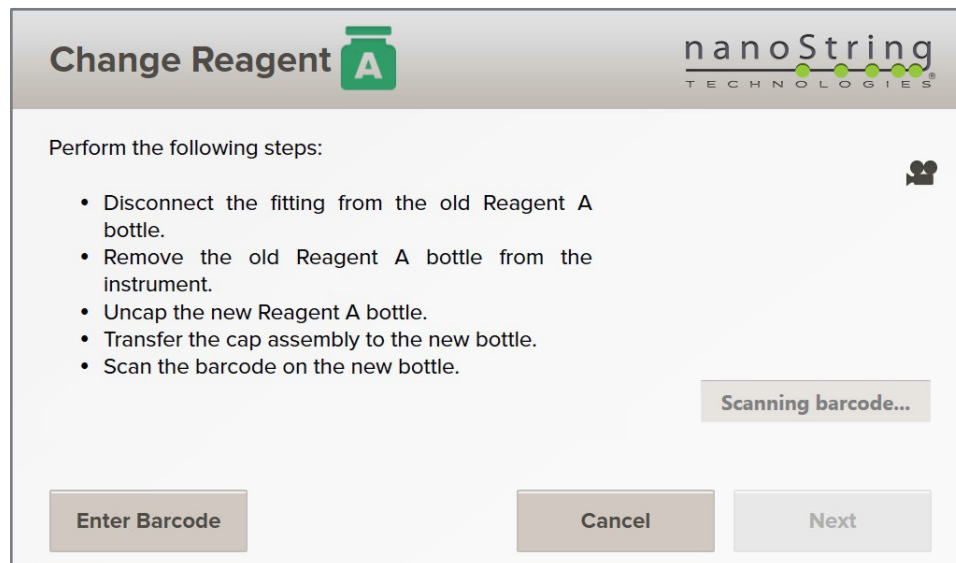 Change Reagent A
nanoString
TECHNOLOGIES®
Perform the following steps:
• Disconnect the fitting from the old Reagent A
bottle.
• Remove the old Reagent A bottle from the
instrument.
• Uncap the new Reagent A bottle.
• Transfer the cap assembly to the new bottle.
• Scan the barcode on the new bottle.
Scanning barcode...
Enter Barcode
Cancel
Next